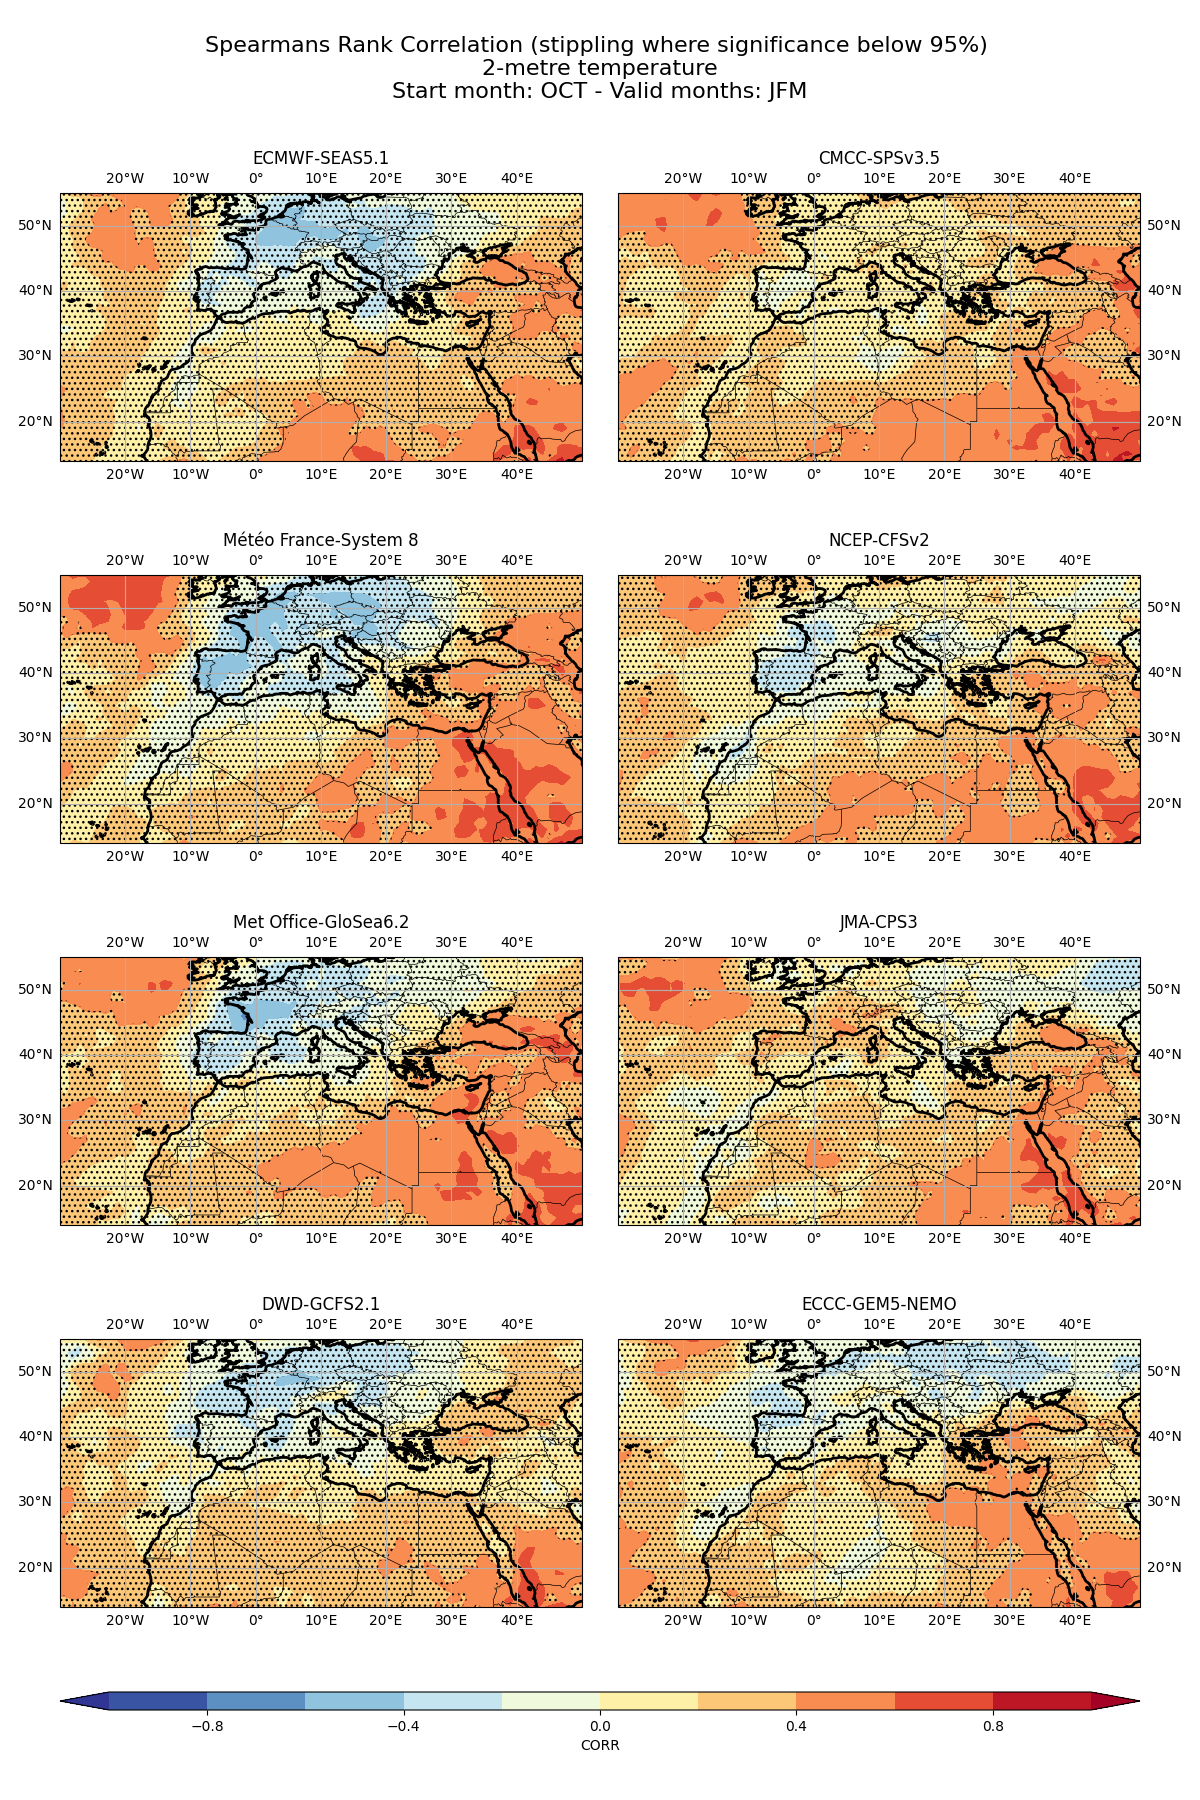 Spearmans Rank Correlation (stippling where significance below 95%)
2-metre temperature
Start month: OCT - Valid months: JFM
ECMWF-SEAS5.1
CMCC-SPSv3.5
20°W 10°W 0° 10°E 20°E 30°E 40°E
20°W 10°W 0° 10°E 20°E 30°E 40°E
50°N
50°N
40°N
40°N
30°N
30°N
20°N
20°N
20°W 10°W 0° 10°E 20°E 30°E 40°E
20°W 10°W 0° 10°E 20°E 30°E 40°E
Météo France-System 8
NCEP-CFSv2
20°W 10°W 0° 10°E 20°E 30°E 40°E
20°W 10°W 0° 10°E 20°E 30°E 40°E
50°N
50°N
40°N
40°N
30°N
30°N
20°N
20°N
20°W 10°W 0° 10°E 20°E 30°E 40°E
20°W 10°W 0° 10°E 20°E 30°E 40°E
Met Office-GloSea6.2
JMA-CPS3
20°W 10°W 0° 10°E 20°E 30°E 40°E
20°W 10°W 0° 10°E 20°E 30°E 40°E
50°N
50°N
40°N
40°N
30°N
30°N
20°N
20°N
20°W 10°W 0° 10°E 20°E 30°E 40°E
20°W 10°W 0° 10°E 20°E 30°E 40°E
DWD-GCFS2.1
ECCC-GEM5-NEMO
20°W 10°W 0° 10°E 20°E 30°E 40°E
20°W 10°W 0° 10°E 20°E 30°E 40°E
50°N
50°N
40°N
40°N
30°N
30°N
20°N
20°N
20°W 10°W 0° 10°E 20°E 30°E 40°E
20°W 10°W 0° 10°E 20°E 30°E 40°E
−0.8 −0.4 0.0 0.4 0.8
CORR